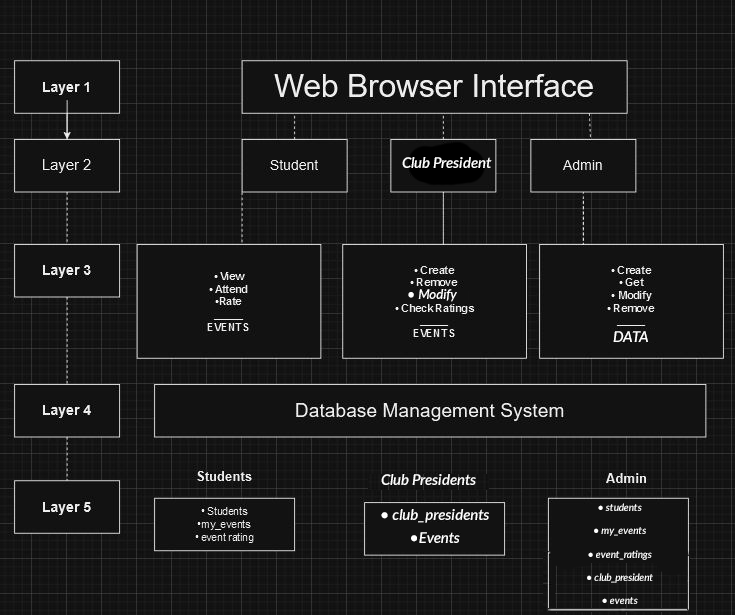 Layer 1
Web Browser Interface
Layer 2
Student
Club President
Admin
Layer 3
• View
• Attend
•Rate
EVENTS
• Create
• Remove
• Modify
• Check Ratings
EVENTS
• Create
• Get
• Modify
• Remove
DATA
Layer 4
Database Management System
Layer 5
Students
• Students
•my_events
• event rating
Club Presidents
• club_presidents
•Events
Admin
• students
• my_events
• event_ratings
• club_president
• events